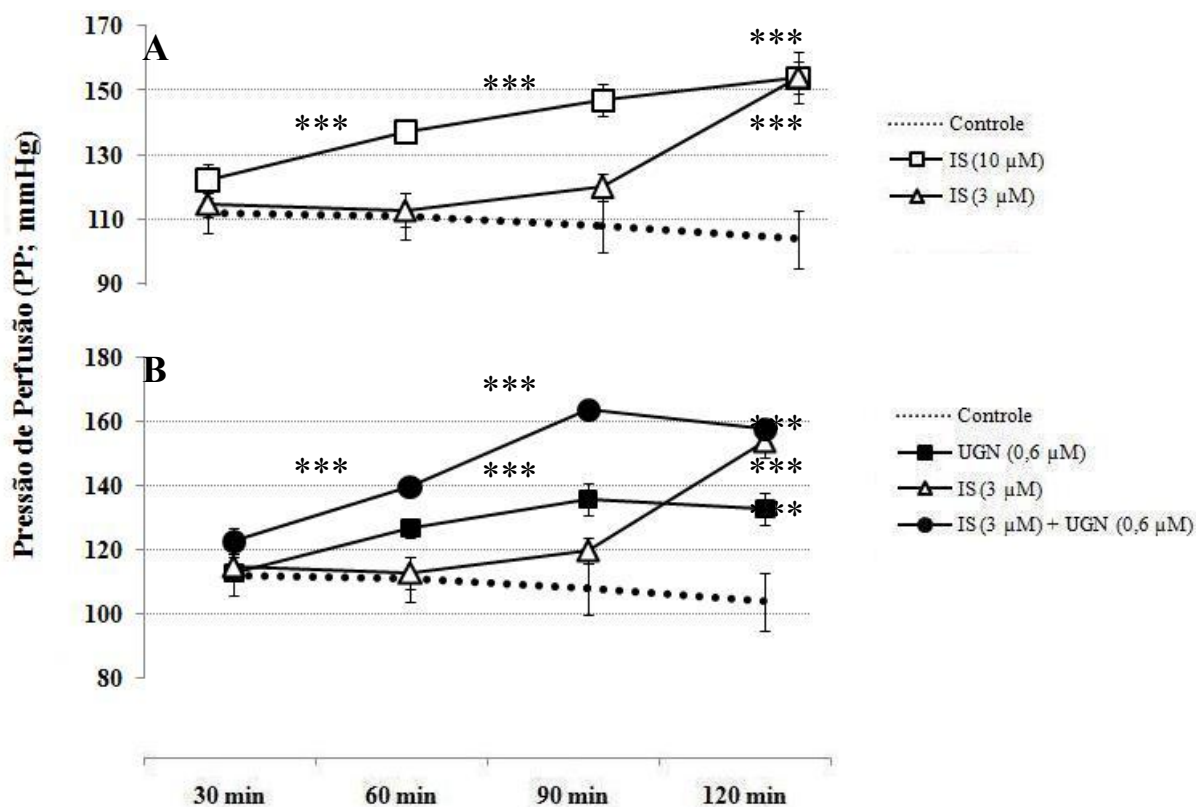 Pressão de Perfusão (PP; mmHg)
A
170
150
130
110
90
***
***
***
***
Controle
IS (10 µM)
IS (3 µM)
B
180
160
140
120
100
80
***
***
***
***
***
***
Controle
UGN (0,6 µM)
IS (3 µM)
IS (3 µM) + UGN (0,6 µM)
30 min 60 min 90 min 120 min